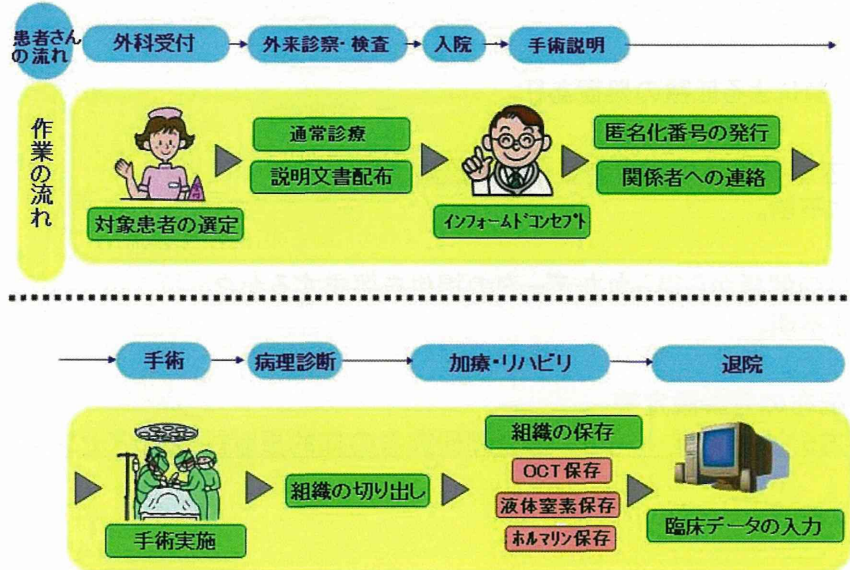 患者さん
の流れ
外科受付
外来診察・検査
入院
手術説明
作業の流れ
対象患者の選定
通常診療
説明文書配布
インフォームドコンセプト
匿名化番号の発行
関係者への連絡
手術
病理診断
加療・リハビリ
退院
手術実施
組織の切り出し
組織の保存
OCT保存
液体窒素保存
ホルマリン保存
臨床データの入力